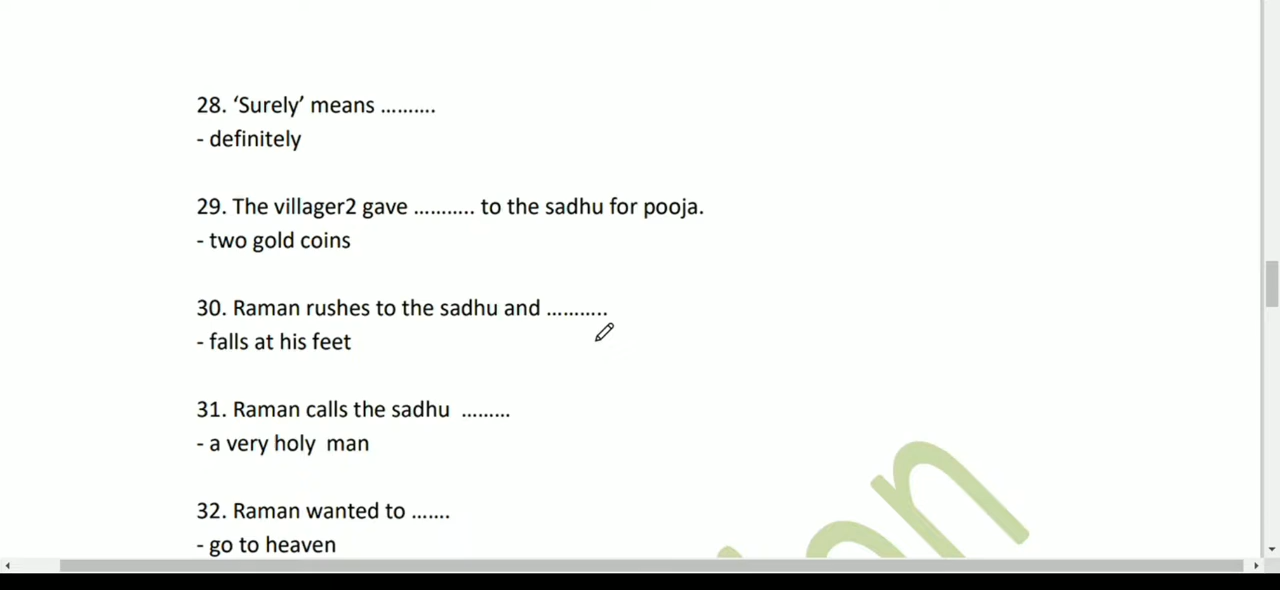 28. ‘Surely’ means ..........
- definitely
29. The villager2 gave ........... to the sadhu for pooja.
- two gold coins
30. Raman rushes to the sadhu and ...........
- falls at his feet
31. Raman calls the sadhu  .........
- a very holy  man
32. Raman wanted to .......
- go to heaven